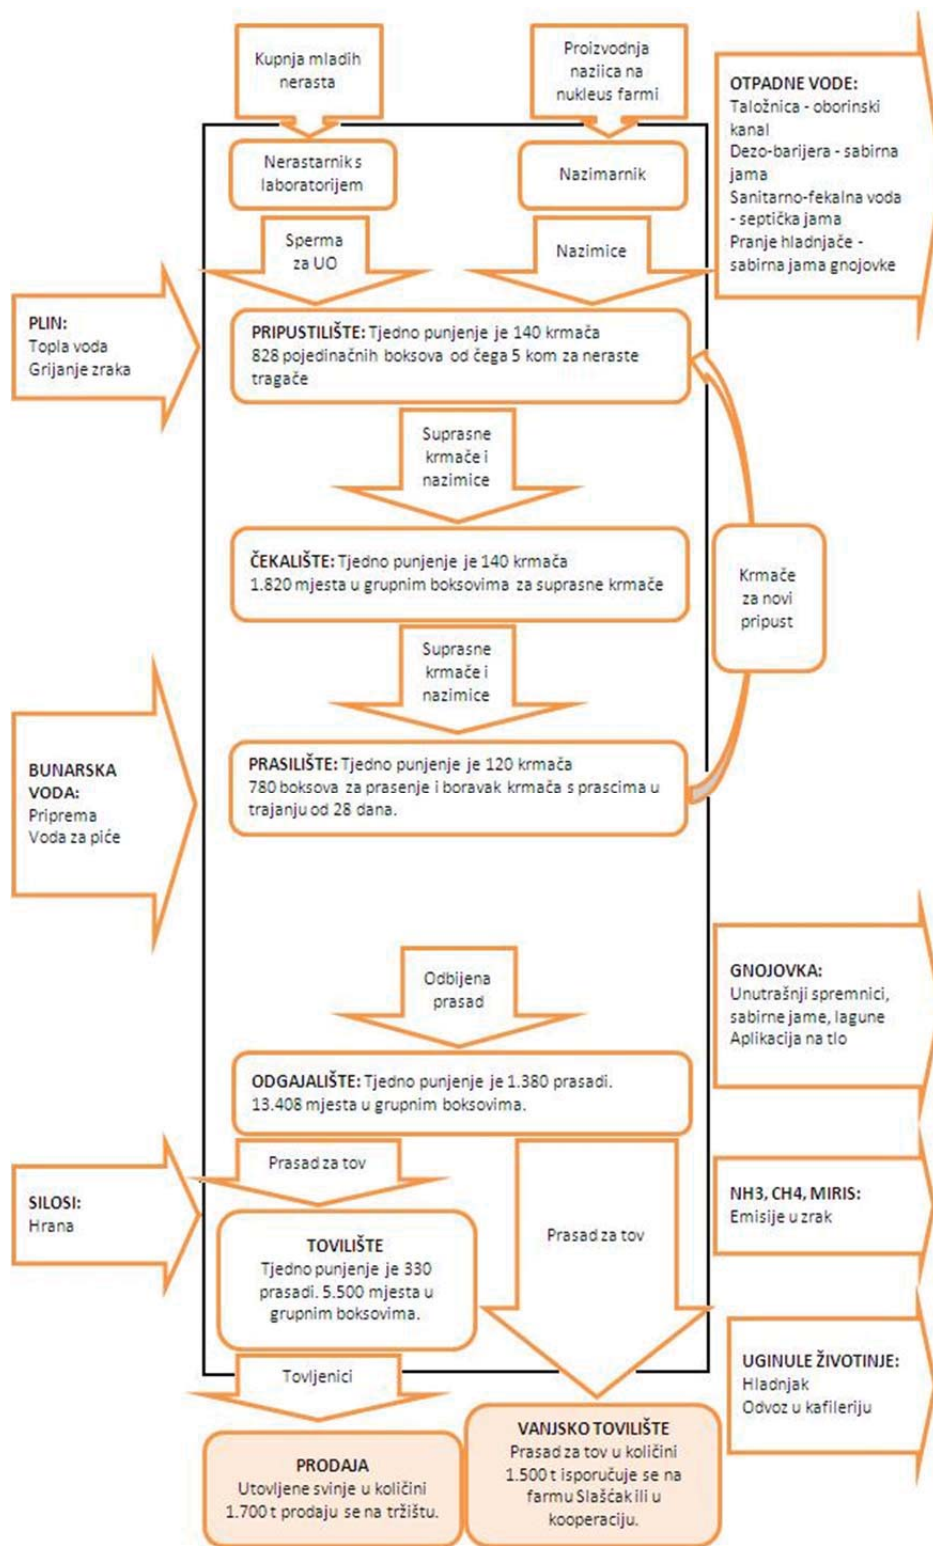 Kupnja mladih
nerasta
Proizvodnja
naziica na
nukleus farmi
OTPADNE VODE:
Taložnica - oborinski
kanal
Dezo-barijera - sabirna
jama
Sanitarno-fekalna voda
- septička jama
Pranje hladnjače -
sabirna jama gnojovke
Nerastarnik s
laboratorijem
Nazimarnik
Sperma
za UO
Nazimice
PLIN:
Topla voda
Grijanje zraka
PRIPUSTILIŠTE: Tjedno punjenje je 140 krmača
828 pojedinačnih boksova od čega 5 kom za neraste
tragače
Suprasne
krmače i
nazimice
ČEKALIŠTE: Tjedno punjenje je 140 krmača
1.820 mjesta u grupnim boksovima za suprasne krmače
Krmače
za novi
pripust
Suprasne
krmače i
nazimice
BUNARSKA
VODA:
Priprema
Voda za piće
PRASILIŠTE: Tjedno punjenje je 120 krmača
780 boksova za prasenje i boravak krmača s prascima u
trajanju od 28 dana.
Odbijena
prasad
GNOJOVKA:
Unutrašnji spremnici,
sabirne jame, lagune
Aplikacija na tlo
ODGAJALIŠTE: Tjedno punjenje je 1.380 prasadi.
13.408 mjesta u grupnim boksovima.
Prasad za tov
SILOSI:
Hrana
NH3, CH4, MIRIS:
Emisije u zrak
TOVILIŠTE
Tjedno punjenje je 330
prasadi. 5.500 mjesta u
grupnim boksovima.
Prasad za tov
Tovljenici
UGINULE ŽIVOTINJE:
Hladnjak
Odvoz u kafileriju
PRODAJA
Utovljene svinje u količini
1.700 t prodaju se na tržištu.
VANJSKO TOVILIŠTE
Prasad za tov u količini
1.500 t isporučuje se na
farmu Slašćak ili u
kooperaciju.